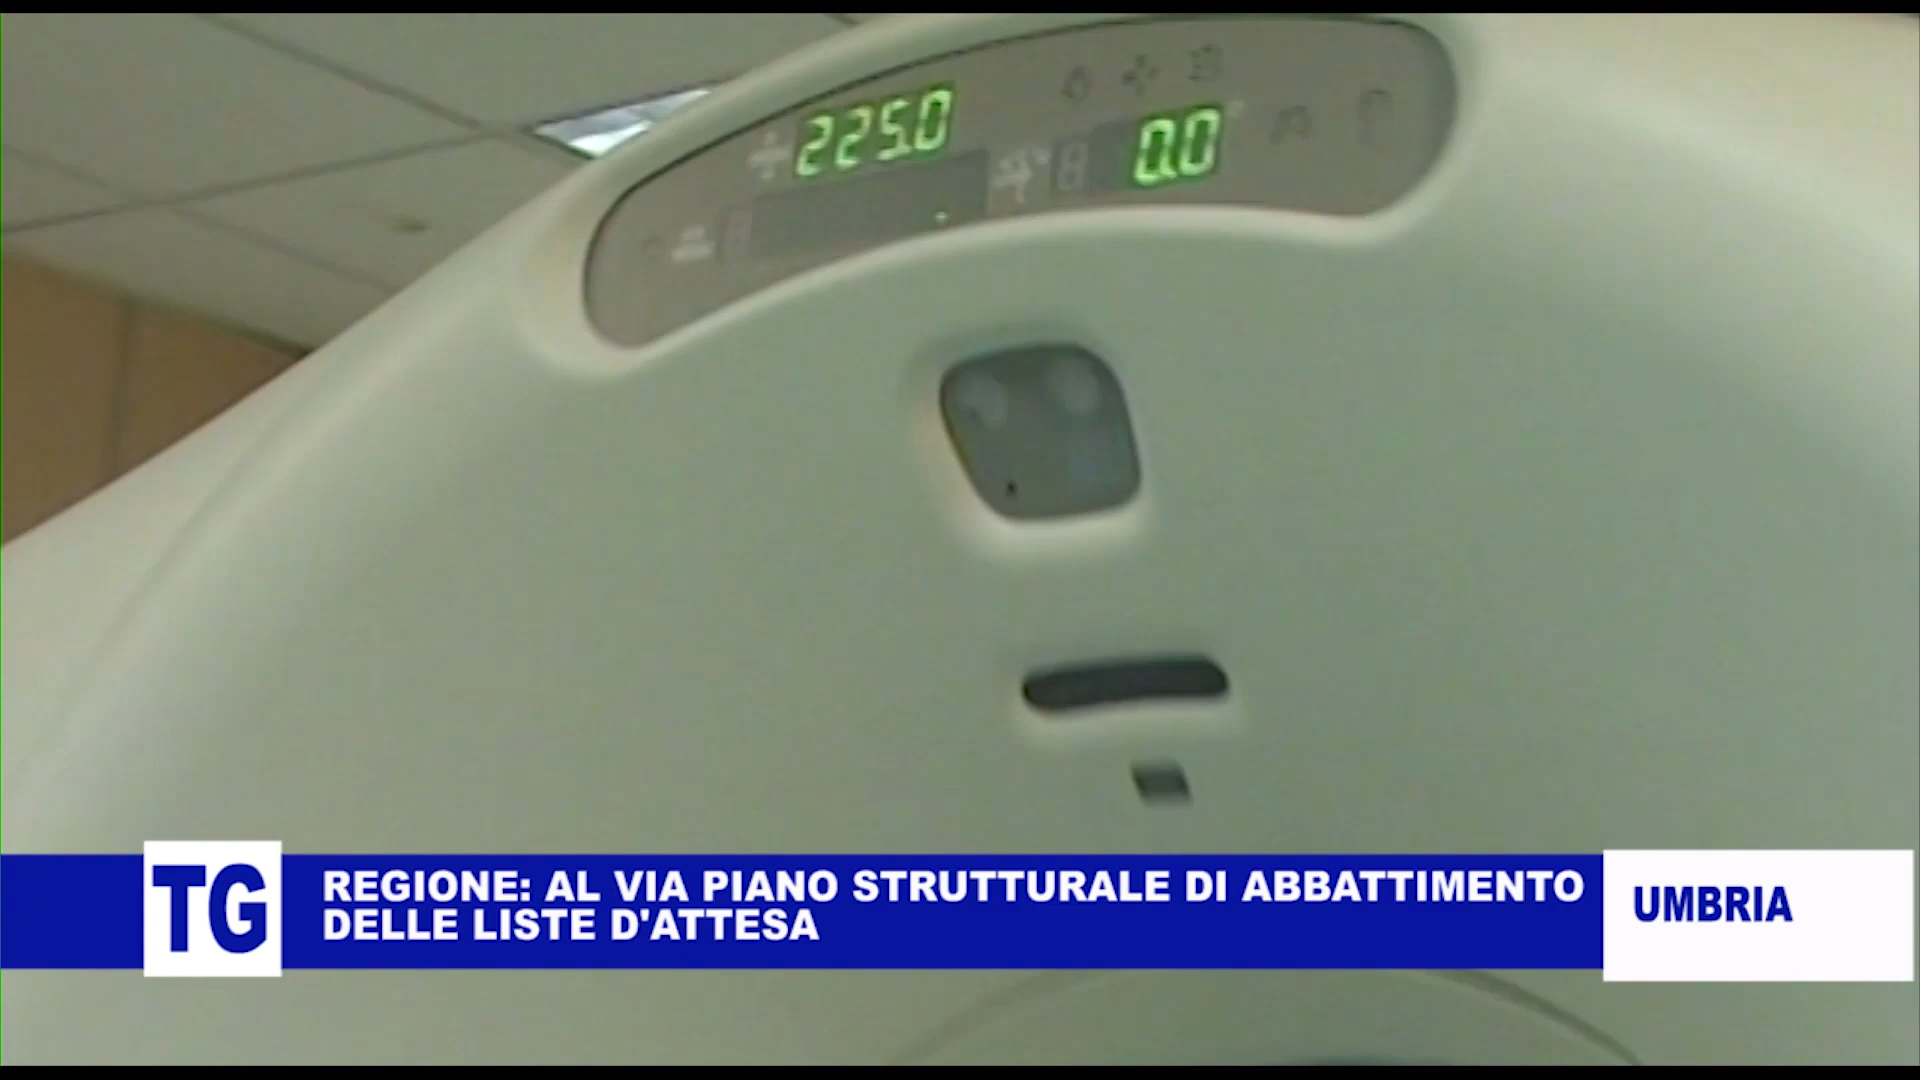 225.0
0.0
TG
REGIONE: AL VIA PIANO STRUTTURALE DI ABBATTIMENTO
DELLE LISTE D'ATTESA
UMBRIA